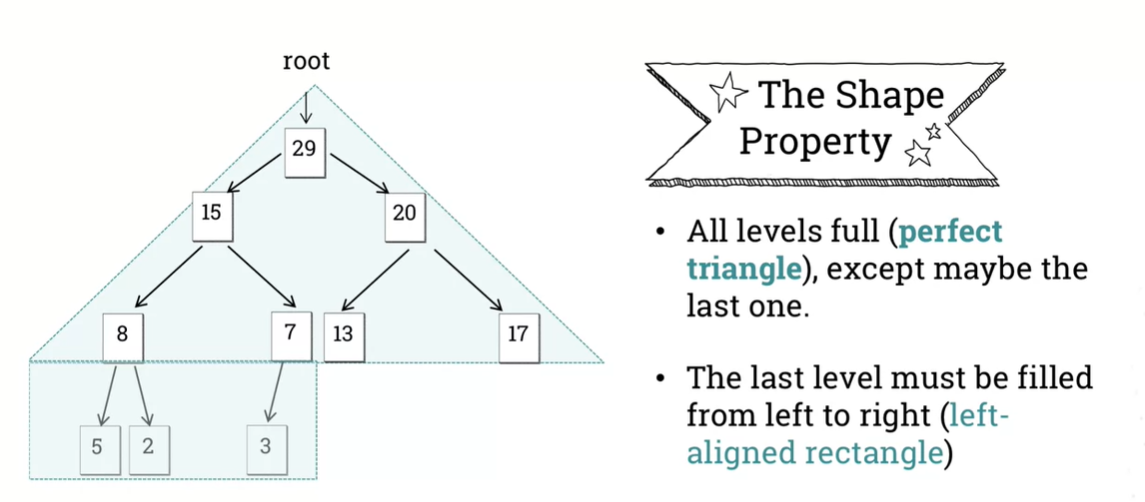 root
29
15
20
8
7
13
17
5
2
3
The Shape
Property
• All levels full (perfect
triangle), except maybe the
last one.
• The last level must be filled
from left to right (left-
aligned rectangle)